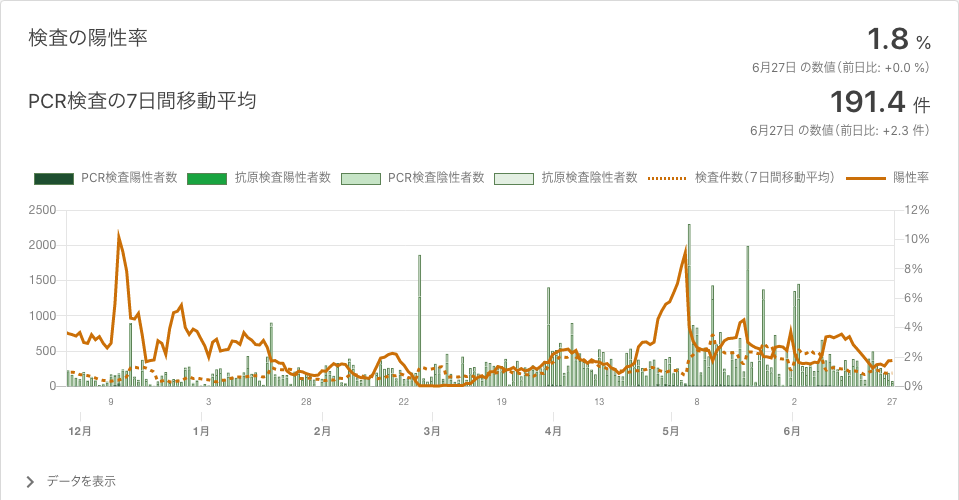 検査の陽性率
1.8 %
6月27日 の数値（前日比: +0.0 %）
PCR検査の7日間移動平均
191.4 件
6月27日 の数値（前日比: +2.3 件）
PCR検査陽性者数 抗原検査陽性者数 PCR検査陰性者数 抗原検査陰性者数 検査件数（7日間移動平均） 陽性率
2500 12%
2000 10%
1500 8%
1000 6%
500 4%
0 2%
0%
9 3 28 22 19 13 8 2 27
12月 1月 2月 3月 4月 5月 6月
データを表示